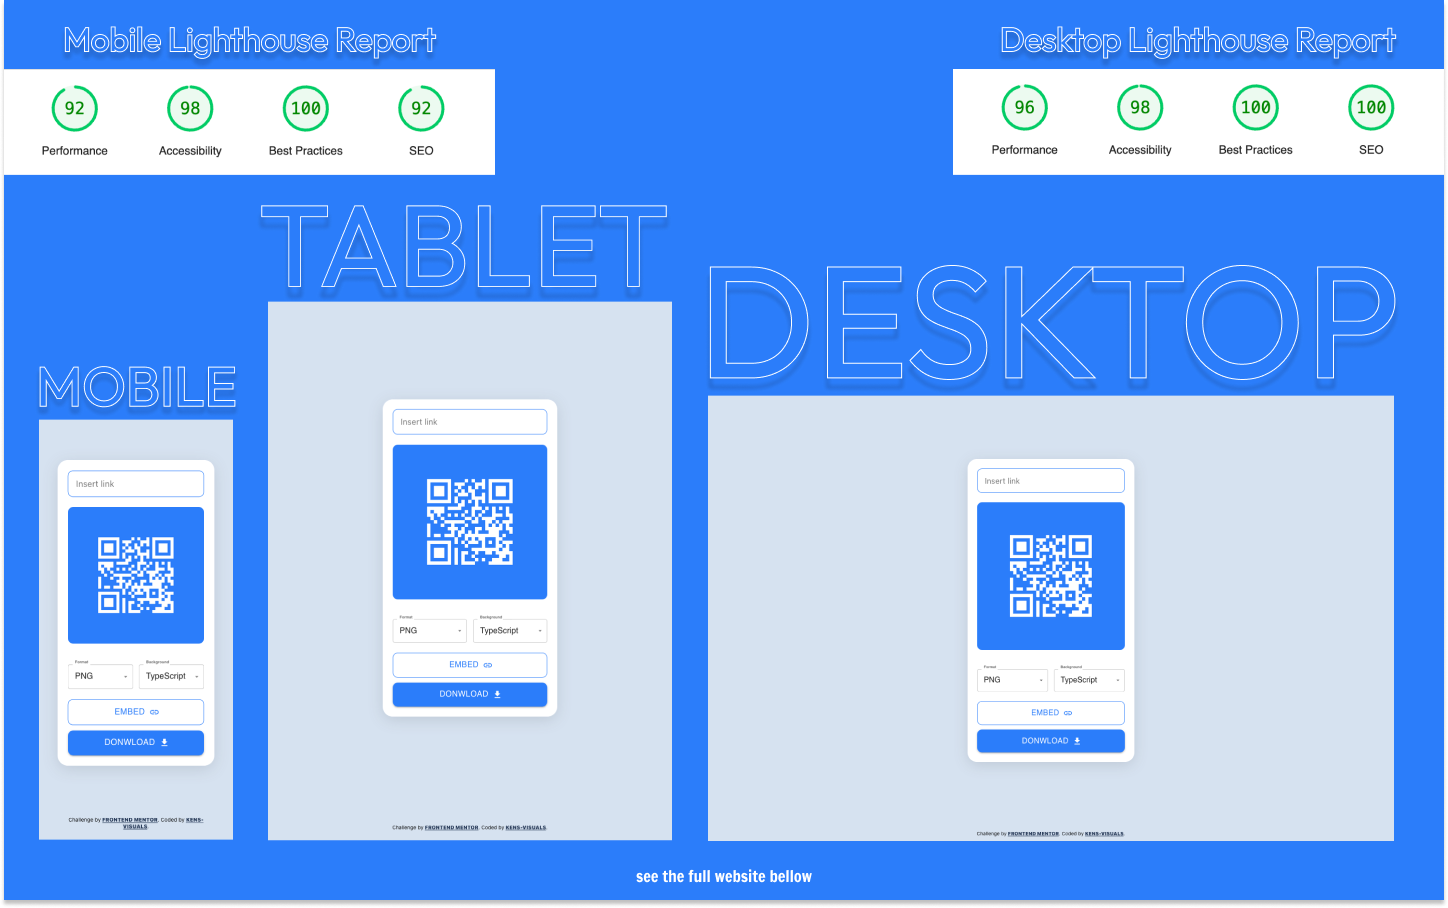 Mobile Lighthouse Report
92
98
100
92
Performance
Accessibility
Best Practices
SEO
Desktop Lighthouse Report
96
98
100
100
Performance
Accessibility
Best Practices
SEO
MOBILE
Insert link
Format
PNG
Background
TypeScript
EMBED
DONWLOAD
Challenge by FRONTEND MENTOR. Coded by KENS-
VISUALS.
TABLET
Insert link
Format
PNG
Background
TypeScript
EMBED
DONWLOAD
Challenge by FRONTEND MENTOR. Coded by KENS-VISUALS.
DESKTOP
Insert link
Format
PNG
Background
TypeScript
EMBED
DONWLOAD
Challenge by FRONTEND MENTOR. Coded by KENS-VISUALS.
see the full website bellow